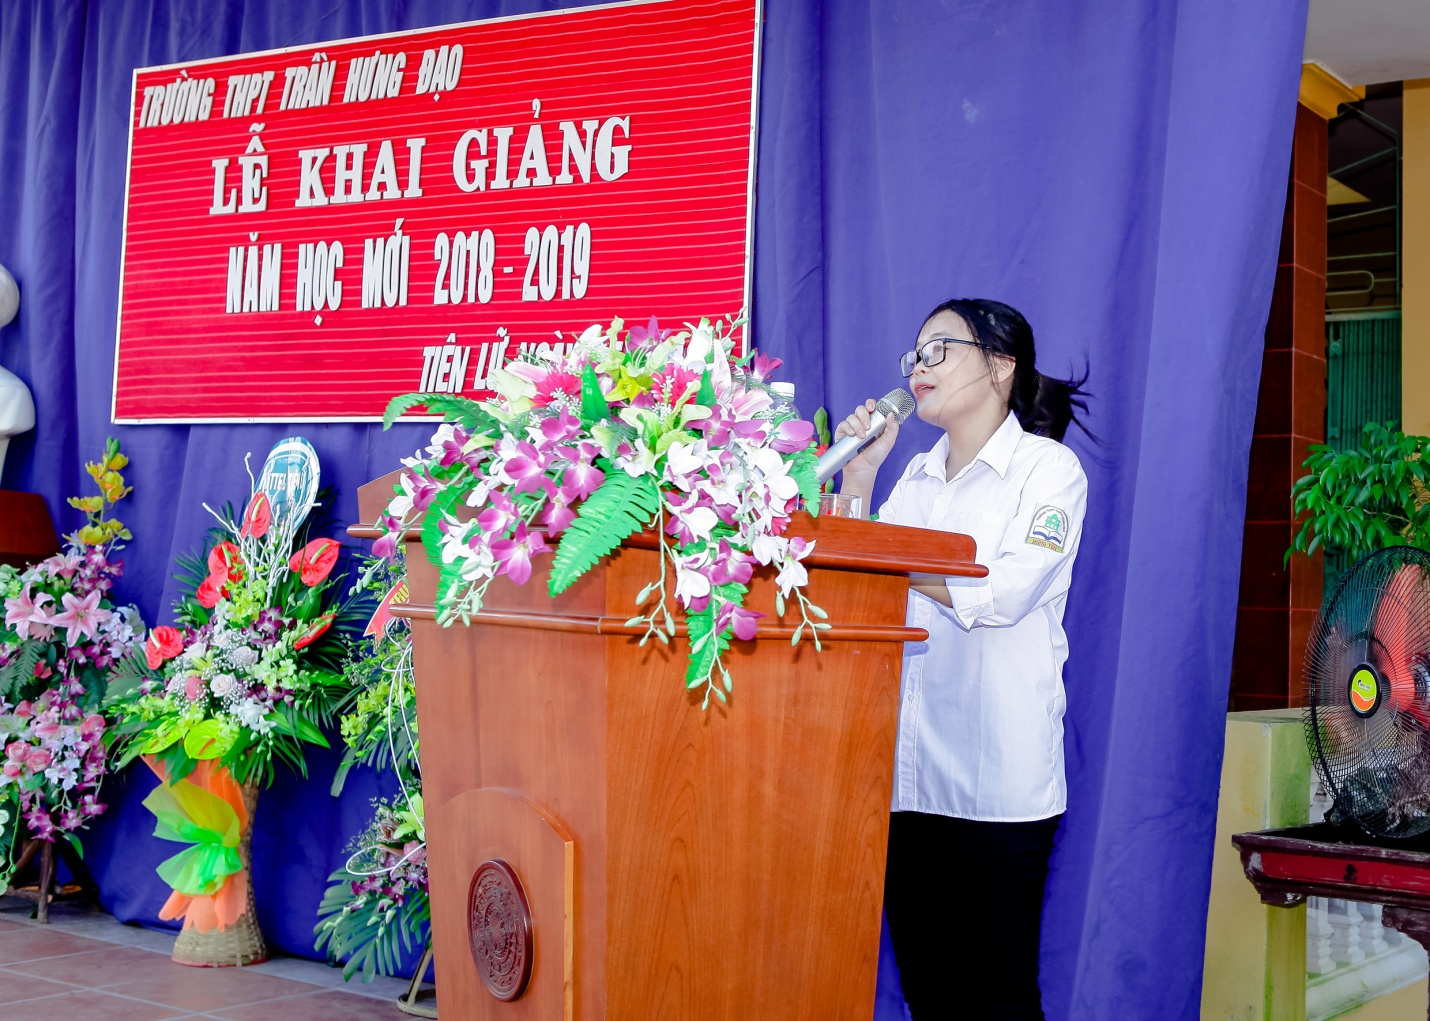 TRƯỜNG THPT TRẦN HƯNG ĐẠO
LỄ KHAI GIẢNG
NĂM HỌC MỚI 2018 - 2019
TIÊN LỮ